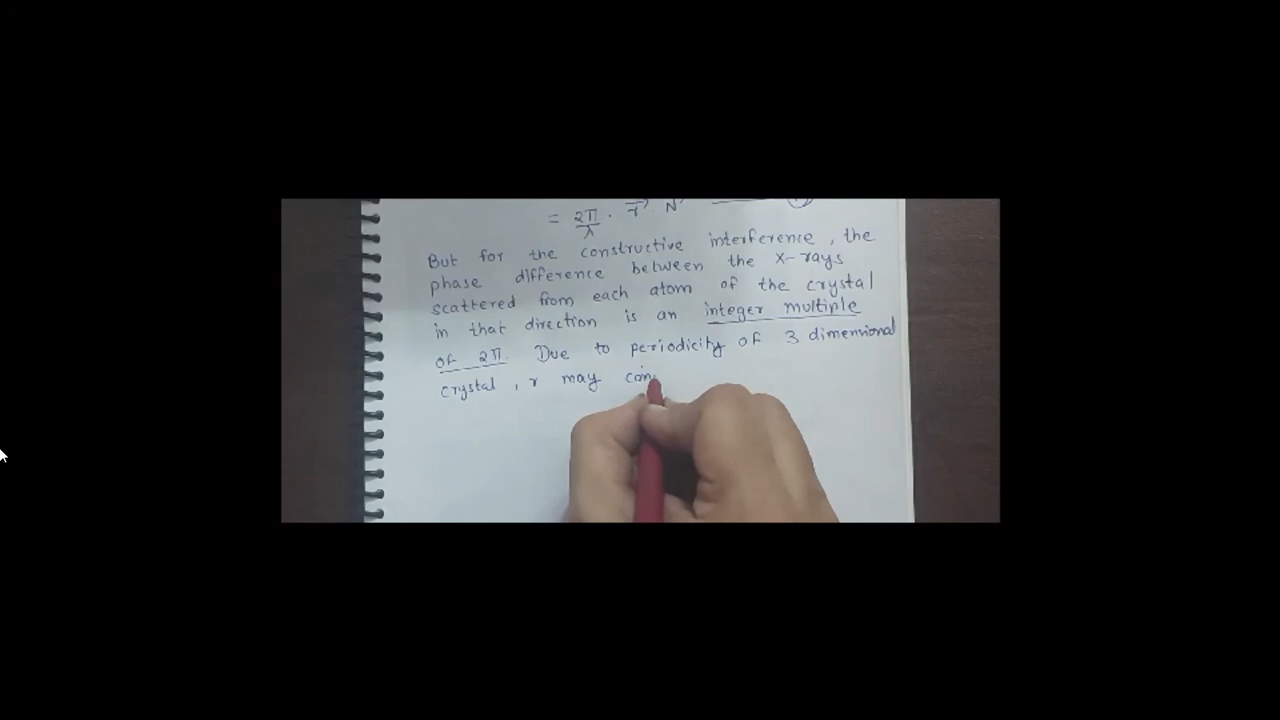 = 2π/λ . r⃗ N⃗
But for the constructive interference, the
phase difference between the X-rays
scattered from each atom of the crystal
in that direction is an integer multiple
of 2π. Due to periodicity of 3 dimensional
crystal, r may